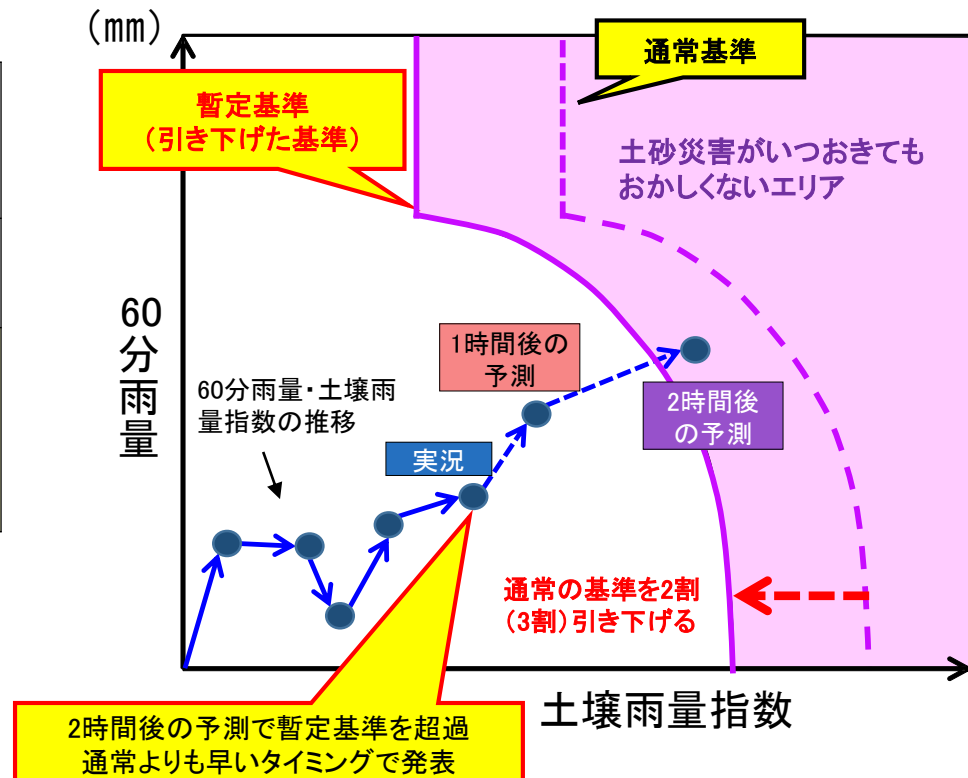 (mm)
通常基準
暫定基準
(引き下げた基準)
土砂災害がいつおきても
おかしくないエリア
60
分
雨
量
1時間後の
予測
60分雨量・土壌雨
量指数の推移
2時間後
の予測
実況
通常の基準を2割
(3割)引き下げる
土壌雨量指数
2時間後の予測で暫定基準を超過
通常よりも早いタイミングで発表